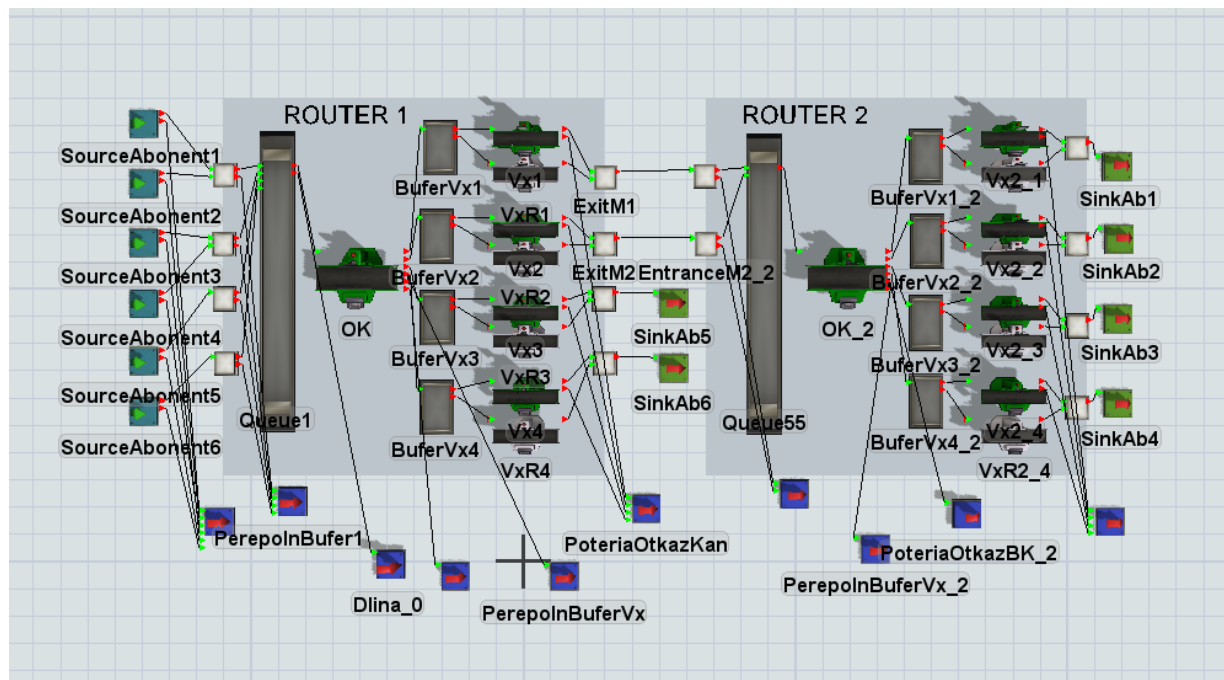 ROUTER 1
ROUTER 2
SourceAbonent1
SourceAbonent2
SourceAbonent3
SourceAbonent4
SourceAbonent5
SourceAbonent6
Queue1
OK
BuferVx1
BuferVx2
BuferVx3
BuferVx4
Vx1
VxR1
Vx2
VxR2
Vx3
VxR3
Vx4
VxR4
ExitM1
ExitM2
EntranceM2_2
SinkAb5
SinkAb6
Queue55
OK_2
BuferVx1_2
BuferVx2_2
BuferVx3_2
BuferVx4_2
Vx2_1
Vx2_2
Vx2_3
Vx2_4
VxR2_4
SinkAb1
SinkAb2
SinkAb3
SinkAb4
PerepolnBufer1
Dlina_0
PerepolnBuferVx
PoteriaOtkazKan
PerepolnBuferVx_2
PoteriaOtkazBK_2